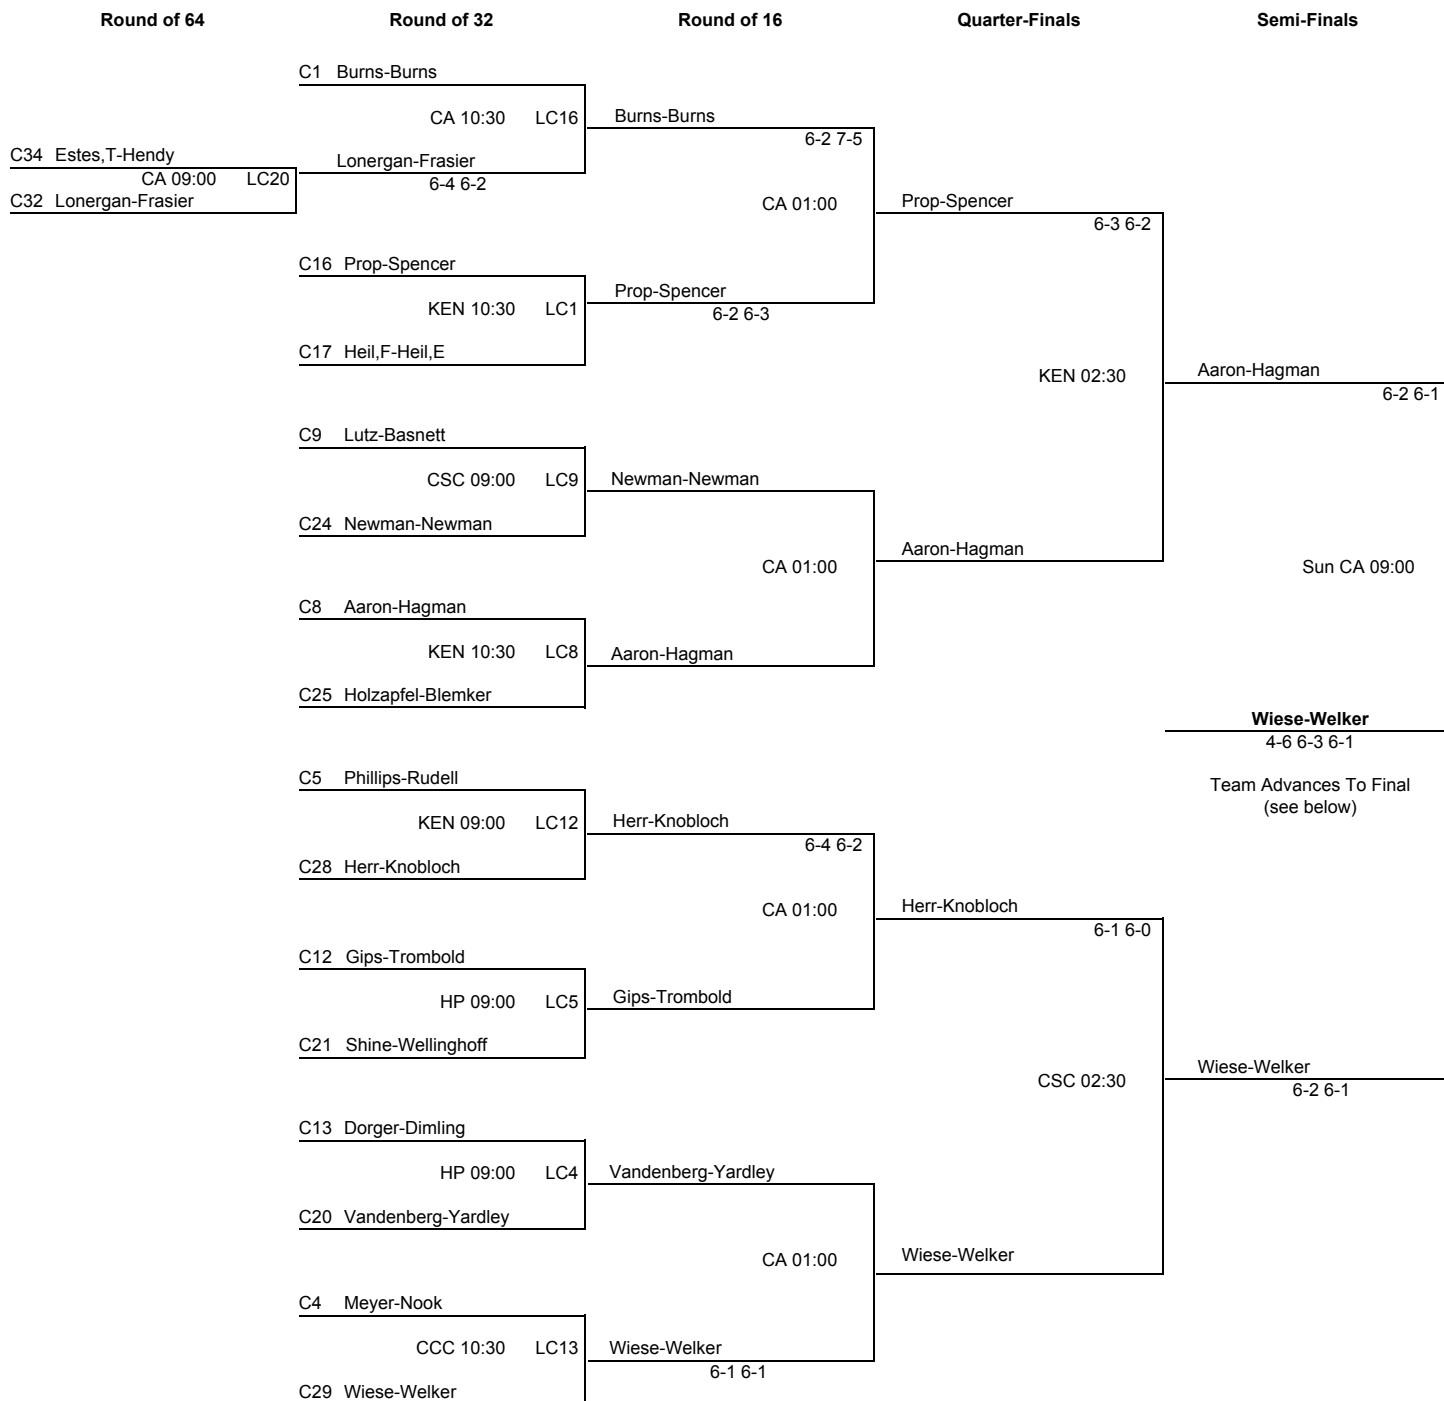 Round of 64 Round of 32 Round of 16 Quarter-Finals Semi-Finals
C1 Burns-Burns
CA 10:30 LC16 Burns-Burns
6-2 7-5
C34 Estes,T-Hendy Lonergan-Frasier
CA 09:00 LC20 6-4 6-2
C32 Lonergan-Frasier CA 01:00 Prop-Spencer
6-3 6-2
C16 Prop-Spencer
KEN 10:30 LC1 Prop-Spencer
6-2 6-3
C17 Heil,F-Heil,E
KEN 02:30 Aaron-Hagman
6-2 6-1
C9 Lutz-Basnett
CSC 09:00 LC9 Newman-Newman
C24 Newman-Newman
CA 01:00 Aaron-Hagman Sun CA 09:00
C8 Aaron-Hagman
KEN 10:30 LC8 Aaron-Hagman
C25 Holzapfel-Blemker
Wiese-Welker
4-6 6-3 6-1
C5 Phillips-Rudell Team Advances To Final
(see below)
KEN 09:00 LC12 Herr-Knobloch
6-4 6-2
C28 Herr-Knobloch
CA 01:00 Herr-Knobloch
6-1 6-0
C12 Gips-Trombold
HP 09:00 LC5 Gips-Trombold
C21 Shine-Wellinghoff
CSC 02:30 Wiese-Welker
6-2 6-1
C13 Dorger-Dimling
HP 09:00 LC4 Vandenberg-Yardley
C20 Vandenberg-Yardley
CA 01:00 Wiese-Welker
C4 Meyer-Nook
CCC 10:30 LC13 Wiese-Welker
6-1 6-1
C29 Wiese-Welker